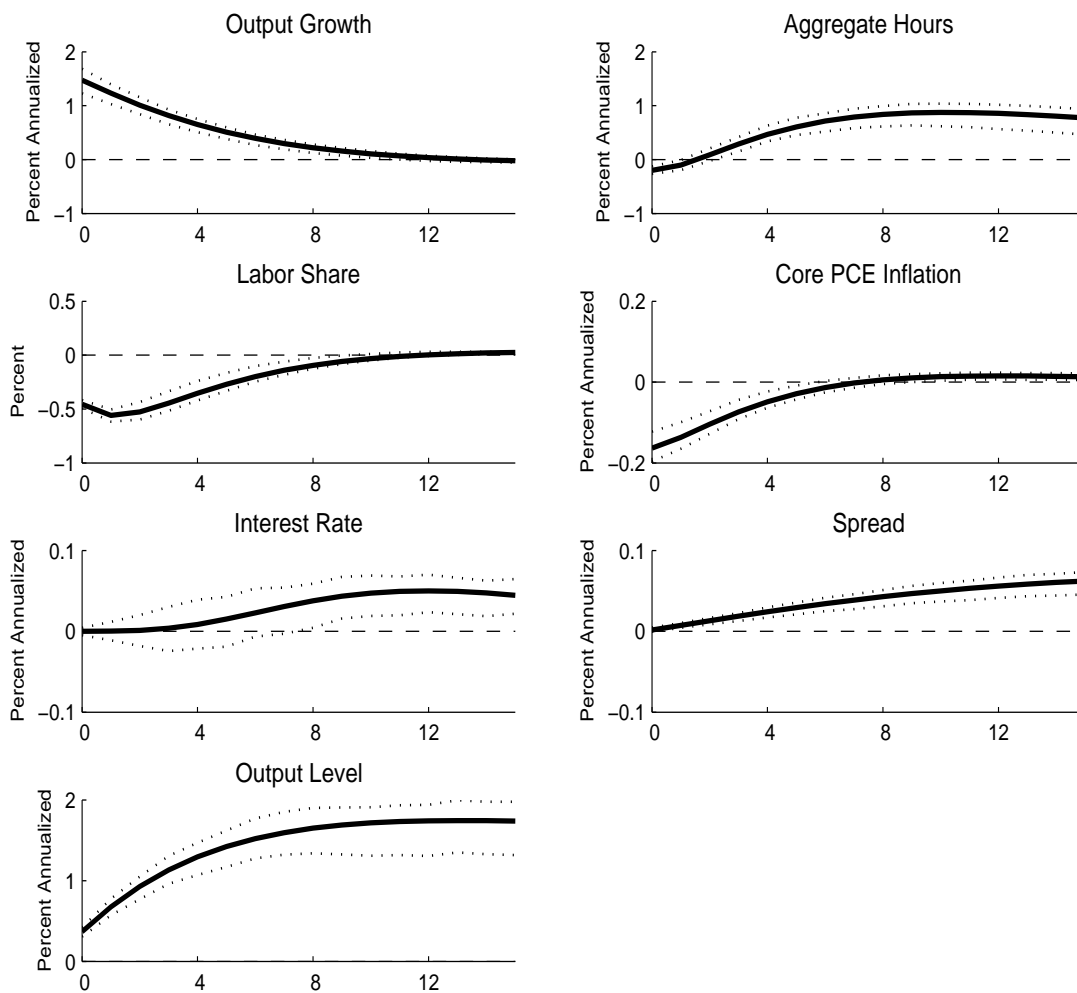 Output Growth
Percent Annualized
2
1
0
−1
0 4 8 12
Aggregate Hours
Percent Annualized
2
1
0
−1
0 4 8 12
Labor Share
Percent
0.5
0
−0.5
−1
0 4 8 12
Core PCE Inflation
Percent Annualized
0.2
0
−0.2
0 4 8 12
Interest Rate
Percent Annualized
0.1
0
−0.1
0 4 8 12
Spread
Percent Annualized
0.1
0
−0.1
0 4 8 12
Output Level
Percent Annualized
2
1
0
0 4 8 12